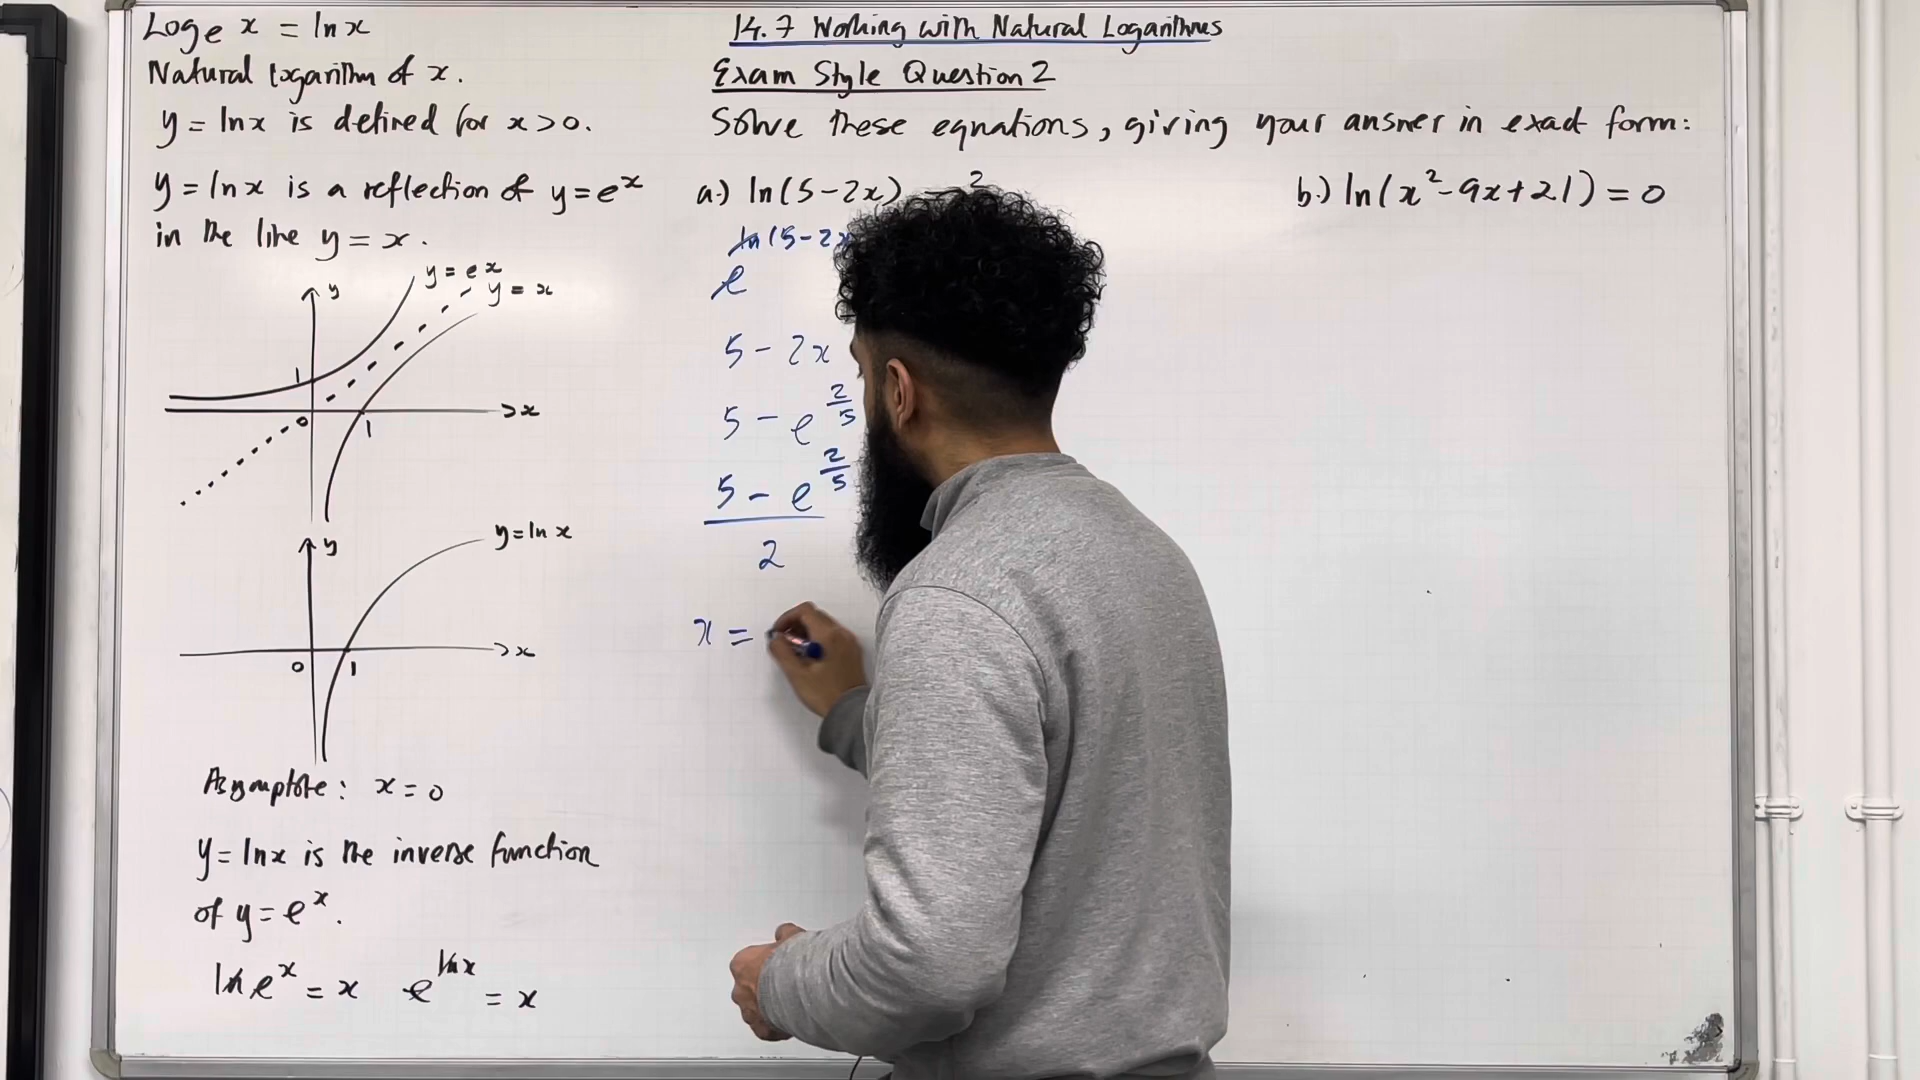 Loge x = ln x
Natural logarithm of x.
y = ln x is defined for x > 0.
y = ln x is a reflection of y = e^x
in the line y = x.
y
y = e^x
y = x
1
0
1
> x
y
y = ln x
0
1
> x
Asymptote: x = 0
y = ln x is the inverse function
of y = e^x.
ln e^x = x e^ln x = x
14.7 Working with Natural Logarithms
Exam Style Question 2
Solve these equations, giving your answer in exact form:
a.) ln(5 - 2x) = 2
ln(5 - 2x
e
5 - 2x
5 - e^2/5
5 - e^2/5
2
x =
b.) ln(x² - 9x + 21) = 0